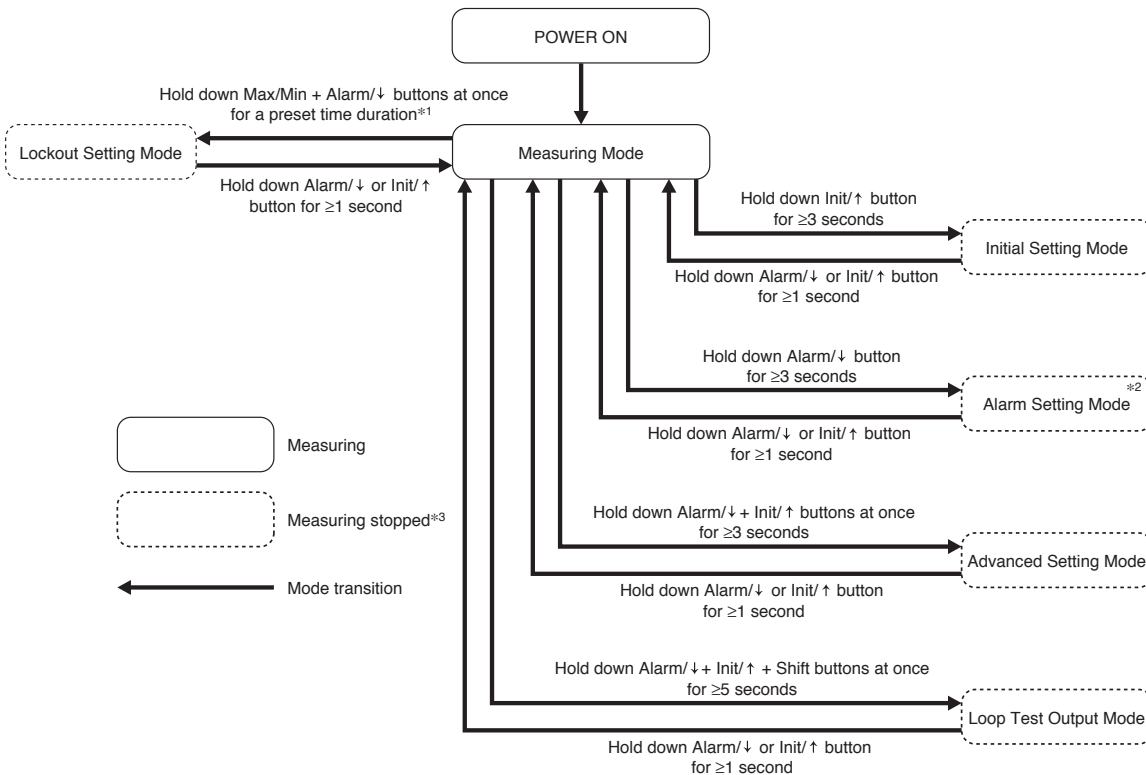 POWER ON
Hold down Max/Min + Alarm/↓ buttons at once
for a preset time duration*1
Lockout Setting Mode
Measuring Mode
Hold down Alarm/↓ or Init/↑
button for ≥1 second
Hold down Init/↑ button
for ≥3 seconds
Initial Setting Mode
Hold down Alarm/↓ or Init/↑ button
for ≥1 second
Hold down Alarm/↓ button
for ≥3 seconds
Alarm Setting Mode *2
Hold down Alarm/↓ or Init/↑ button
for ≥1 second
Measuring
Measuring stopped*3
Mode transition
Hold down Alarm/↓+ Init/↑ buttons at once
for ≥3 seconds
Advanced Setting Mode
Hold down Alarm/↓ or Init/↑ button
for ≥1 second
Hold down Alarm/↓+ Init/↑ + Shift buttons at once
for ≥5 seconds
Loop Test Output Mode
Hold down Alarm/↓ or Init/↑ button
for ≥1 second